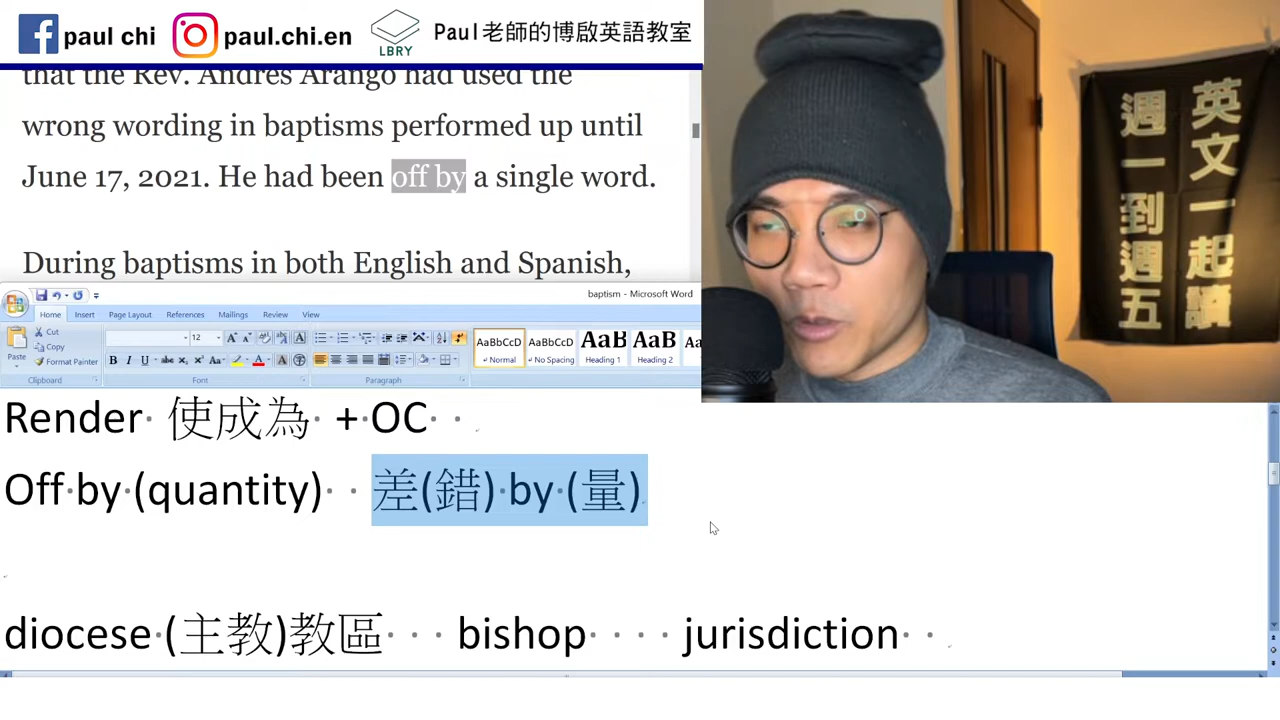 paul chi
paul.chi.en
LBRY
Paul老師的博啟英語教室
that the Rev. Andres Arango had used the
wrong wording in baptisms performed up until
June 17, 2021. He had been off by a single word.
During baptisms in both English and Spanish,
英文一起讀
週一到週五
baptism - Microsoft Word
Home Insert Page Layout References Mailings Review View
Cut
Copy
Format Painter
Paste
12
AaBbCcD AaBbCcD AaBb AaB
Normal No Spacing Heading 1 Heading 2
Clipboard Font Paragraph
Render 使成為 + OC
Off by (quantity) 差(錯) by (量)
diocese (主教)教區 bishop jurisdiction